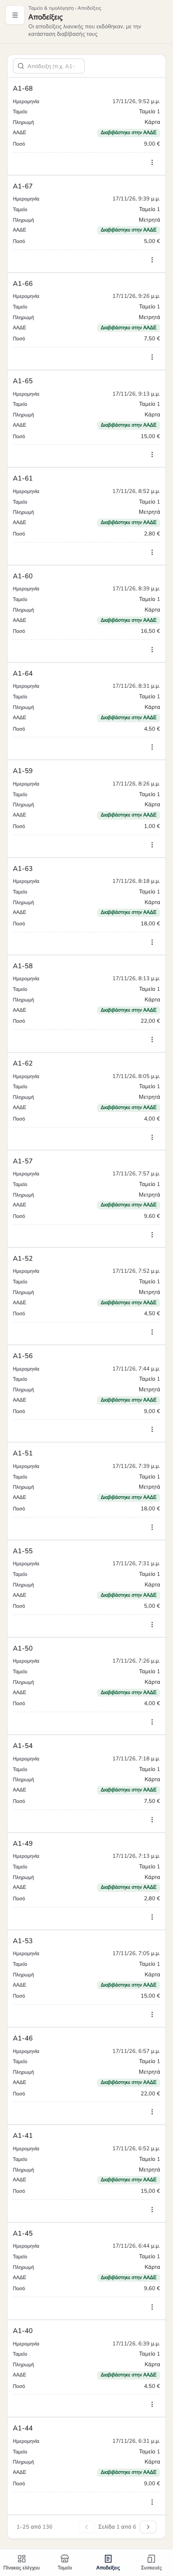 Ταμείο & τιμολόγηση › Αποδείξεις
Αποδείξεις
Οι αποδείξεις λιανικής που εκδόθηκαν, με την
κατάσταση διαβίβασής τους
Απόδειξη (π.χ. A1-
A1-68
Ημερομηνία 17/11/26, 9:52 μ.μ.
Ταμείο Ταμείο 1
Πληρωμή Κάρτα
ΑΑΔΕ Διαβιβάστηκε στην ΑΑΔΕ
Ποσό 9,00 €
A1-67
Ημερομηνία 17/11/26, 9:39 μ.μ.
Ταμείο Ταμείο 1
Πληρωμή Μετρητά
ΑΑΔΕ Διαβιβάστηκε στην ΑΑΔΕ
Ποσό 5,00 €
A1-66
Ημερομηνία 17/11/26, 9:26 μ.μ.
Ταμείο Ταμείο 1
Πληρωμή Μετρητά
ΑΑΔΕ Διαβιβάστηκε στην ΑΑΔΕ
Ποσό 7,50 €
A1-65
Ημερομηνία 17/11/26, 9:13 μ.μ.
Ταμείο Ταμείο 1
Πληρωμή Κάρτα
ΑΑΔΕ Διαβιβάστηκε στην ΑΑΔΕ
Ποσό 15,00 €
A1-61
Ημερομηνία 17/11/26, 8:52 μ.μ.
Ταμείο Ταμείο 1
Πληρωμή Μετρητά
ΑΑΔΕ Διαβιβάστηκε στην ΑΑΔΕ
Ποσό 2,80 €
A1-60
Ημερομηνία 17/11/26, 8:39 μ.μ.
Ταμείο Ταμείο 1
Πληρωμή Κάρτα
ΑΑΔΕ Διαβιβάστηκε στην ΑΑΔΕ
Ποσό 16,50 €
A1-64
Ημερομηνία 17/11/26, 8:31 μ.μ.
Ταμείο Ταμείο 1
Πληρωμή Κάρτα
ΑΑΔΕ Διαβιβάστηκε στην ΑΑΔΕ
Ποσό 4,50 €
A1-59
Ημερομηνία 17/11/26, 8:26 μ.μ.
Ταμείο Ταμείο 1
Πληρωμή Κάρτα
ΑΑΔΕ Διαβιβάστηκε στην ΑΑΔΕ
Ποσό 1,00 €
A1-63
Ημερομηνία 17/11/26, 8:18 μ.μ.
Ταμείο Ταμείο 1
Πληρωμή Κάρτα
ΑΑΔΕ Διαβιβάστηκε στην ΑΑΔΕ
Ποσό 18,00 €
A1-58
Ημερομηνία 17/11/26, 8:13 μ.μ.
Ταμείο Ταμείο 1
Πληρωμή Κάρτα
ΑΑΔΕ Διαβιβάστηκε στην ΑΑΔΕ
Ποσό 22,00 €
A1-62
Ημερομηνία 17/11/26, 8:05 μ.μ.
Ταμείο Ταμείο 1
Πληρωμή Μετρητά
ΑΑΔΕ Διαβιβάστηκε στην ΑΑΔΕ
Ποσό 4,00 €
A1-57
Ημερομηνία 17/11/26, 7:57 μ.μ.
Ταμείο Ταμείο 1
Πληρωμή Μετρητά
ΑΑΔΕ Διαβιβάστηκε στην ΑΑΔΕ
Ποσό 9,60 €
A1-52
Ημερομηνία 17/11/26, 7:52 μ.μ.
Ταμείο Ταμείο 1
Πληρωμή Μετρητά
ΑΑΔΕ Διαβιβάστηκε στην ΑΑΔΕ
Ποσό 4,50 €
A1-56
Ημερομηνία 17/11/26, 7:44 μ.μ.
Ταμείο Ταμείο 1
Πληρωμή Μετρητά
ΑΑΔΕ Διαβιβάστηκε στην ΑΑΔΕ
Ποσό 9,00 €
A1-51
Ημερομηνία 17/11/26, 7:39 μ.μ.
Ταμείο Ταμείο 1
Πληρωμή Μετρητά
ΑΑΔΕ Διαβιβάστηκε στην ΑΑΔΕ
Ποσό 18,00 €
A1-55
Ημερομηνία 17/11/26, 7:31 μ.μ.
Ταμείο Ταμείο 1
Πληρωμή Κάρτα
ΑΑΔΕ Διαβιβάστηκε στην ΑΑΔΕ
Ποσό 5,00 €
A1-50
Ημερομηνία 17/11/26, 7:26 μ.μ.
Ταμείο Ταμείο 1
Πληρωμή Κάρτα
ΑΑΔΕ Διαβιβάστηκε στην ΑΑΔΕ
Ποσό 4,00 €
A1-54
Ημερομηνία 17/11/26, 7:18 μ.μ.
Ταμείο Ταμείο 1
Πληρωμή Κάρτα
ΑΑΔΕ Διαβιβάστηκε στην ΑΑΔΕ
Ποσό 7,50 €
A1-49
Ημερομηνία 17/11/26, 7:13 μ.μ.
Ταμείο Ταμείο 1
Πληρωμή Κάρτα
ΑΑΔΕ Διαβιβάστηκε στην ΑΑΔΕ
Ποσό 2,80 €
A1-53
Ημερομηνία 17/11/26, 7:05 μ.μ.
Ταμείο Ταμείο 1
Πληρωμή Κάρτα
ΑΑΔΕ Διαβιβάστηκε στην ΑΑΔΕ
Ποσό 15,00 €
A1-46
Ημερομηνία 17/11/26, 6:57 μ.μ.
Ταμείο Ταμείο 1
Πληρωμή Μετρητά
ΑΑΔΕ Διαβιβάστηκε στην ΑΑΔΕ
Ποσό 22,00 €
A1-41
Ημερομηνία 17/11/26, 6:52 μ.μ.
Ταμείο Ταμείο 1
Πληρωμή Μετρητά
ΑΑΔΕ Διαβιβάστηκε στην ΑΑΔΕ
Ποσό 15,00 €
A1-45
Ημερομηνία 17/11/26, 6:44 μ.μ.
Ταμείο Ταμείο 1
Πληρωμή Κάρτα
ΑΑΔΕ Διαβιβάστηκε στην ΑΑΔΕ
Ποσό 9,60 €
A1-40
Ημερομηνία 17/11/26, 6:39 μ.μ.
Ταμείο Ταμείο 1
Πληρωμή Κάρτα
ΑΑΔΕ Διαβιβάστηκε στην ΑΑΔΕ
Ποσό 4,50 €
A1-44
Ημερομηνία 17/11/26, 6:31 μ.μ.
Ταμείο Ταμείο 1
Πληρωμή Κάρτα
ΑΑΔΕ Διαβιβάστηκε στην ΑΑΔΕ
Ποσό 9,00 €
1–25 από 136 Σελίδα 1 από 6
Πίνακας ελέγχου Ταμείο Αποδείξεις Συσκευές